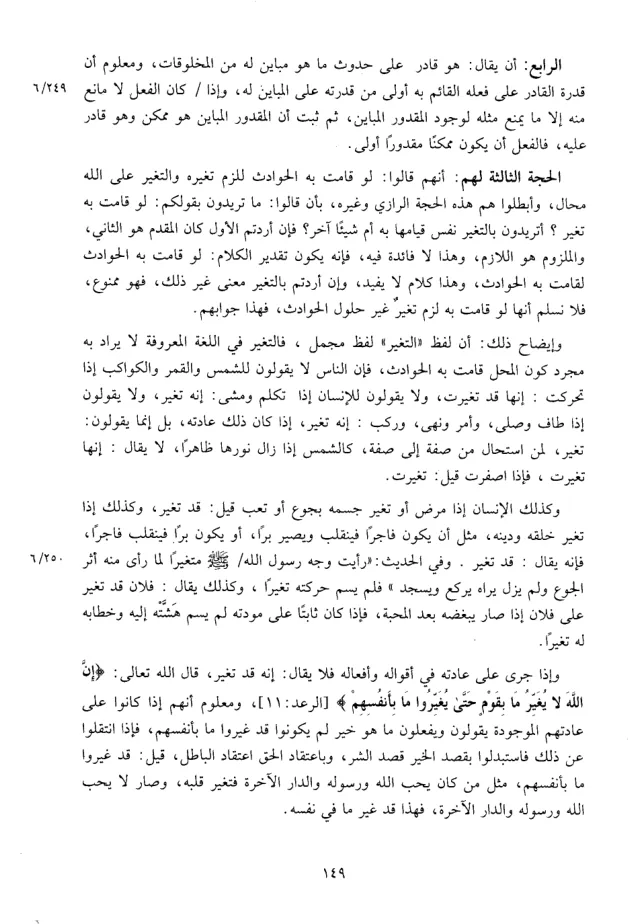 الرابع: أن يقال: هو قادر على حدوث ما هو مباين له من المخلوقات، ومعلوم أن
قدرة القادر على فعله القائم به أولى من قدرته على المباين له، وإذا / كان الفعل لا مانع
٦/٢٤٩
منه إلا ما يمنع مثله لوجود المقدور المباين، ثم ثبت أن المقدور المباين هو ممكن وهو قادر
عليه، فالفعل أن يكون ممكنًا مقدورًا أولى.
الحجة الثالثة لهم: أنهم قالوا: لو قامت به الحوادث للزم تغيره والتغير على الله
محال، وأبطلوا هم هذه الحجة الرازي وغيره، بأن قالوا: ما تريدون بقولكم: لو قامت به
تغير ؟ أتريدون بالتغير نفس قيامها به أم شيئًا آخر؟ فإن أردتم الأول كان المقدم هو الثاني،
والملزوم هو اللازم، وهذا لا فائدة فيه، فإنه يكون تقدير الكلام: لو قامت به الحوادث
لقامت به الحوادث، وهذا كلام لا يفيد، وإن أردتم بالتغير معنى غير ذلك، فهو ممنوع،
فلا نسلم أنها لو قامت به لزم تغيرٌ غير حلول الحوادث، فهذا جوابهم.
وإيضاح ذلك: أن لفظ «التغير» لفظ مجمل ، فالتغير في اللغة المعروفة لا يراد به
مجرد كون المحل قامت به الحوادث، فإن الناس لا يقولون للشمس والقمر والكواكب إذا
تحركت : إنها قد تغيرت، ولا يقولون للإنسان إذا تكلم ومشى: إنه تغير، ولا يقولون
إذا طاف وصلى، وأمر ونهى، وركب : إنه تغير، إذا كان ذلك عادته، بل إنما يقولون:
تغير، لمن استحال من صفة إلى صفة، كالشمس إذا زال نورها ظاهرًا، لا يقال : إنها
تغيرت ، فإذا اصفرت قيل: تغيرت.
وكذلك الإنسان إذا مرض أو تغير جسمه بجوع أو تعب قيل: قد تغير، وكذلك إذا
تغير خلقه ودينه، مثل أن يكون فاجرًا فينقلب ويصير برًا، أو يكون برًا فينقلب فاجرًا،
فإنه يقال : قد تغير . وفي الحديث: «رأيت وجه رسول الله/ ﷺ متغيرًا لما رأى منه أثر
٦/٢٥٠
الجوع ولم يزل يراه يركع ويسجد » فلم يسم حركته تغيرًا ، وكذلك يقال : فلان قد تغير
على فلان إذا صار يبغضه بعد المحبة، فإذا كان ثابتًا على مودته لم يسم هَشَّتَه إليه وخطابه
له تغيرًا.
وإذا جرى على عادته في أقواله وأفعاله فلا يقال: إنه قد تغير، قال الله تعالى: ﴿إِنَّ
اللَّهَ لا يُغَيِّرُ مَا بِقَوْمٍ حَتَّىٰ يُغَيِّرُوا مَا بِأَنفُسِهِمْ﴾ [الرعد:١١]، ومعلوم أنهم إذا كانوا على
عادتهم الموجودة يقولون ويفعلون ما هو خير لم يكونوا قد غيروا ما بأنفسهم، فإذا انتقلوا
عن ذلك فاستبدلوا بقصد الخير قصد الشر، وباعتقاد الحق اعتقاد الباطل، قيل: قد غيروا
ما بأنفسهم، مثل من كان يحب الله ورسوله والدار الآخرة فتغير قلبه، وصار لا يحب
الله ورسوله والدار الآخرة، فهذا قد غير ما في نفسه.
١٤٩